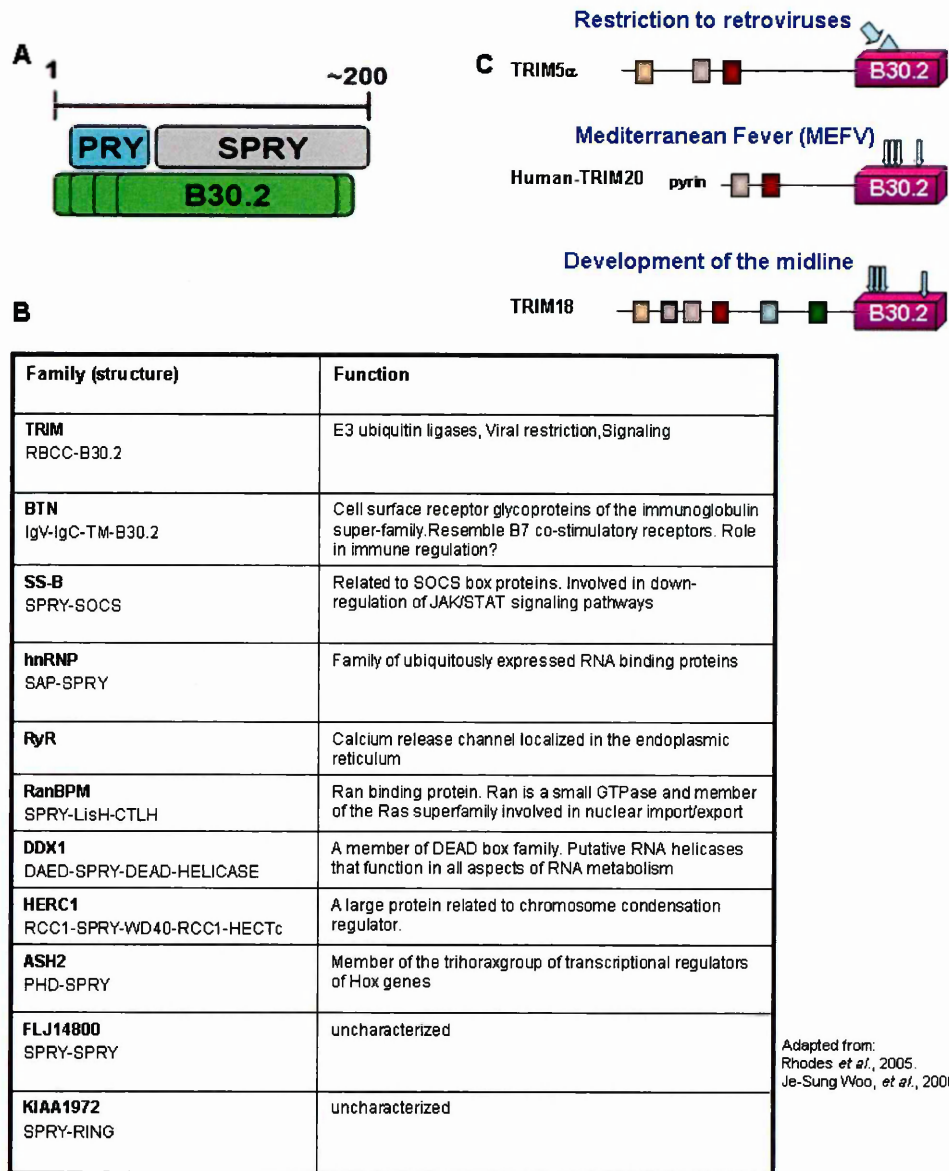 A
1
~200
PRY
SPRY
B30.2
C
Restriction to retroviruses
TRIM5α
B30.2
Mediterranean Fever (MEFV)
Human-TRIM20
pyrin
B30.2
Development of the midline
TRIM18
B30.2
B
Family (structure)
Function
TRIM
RBCC-B30.2
E3 ubiquitin ligases, Viral restriction,Signaling
BTN
IgV-IgC-TM-B30.2
Cell surface receptor glycoproteins of the immunoglobulin
super-family.Resemble B7 co-stimulatory receptors. Role
in immune regulation?
SS-B
SPRY-SOCS
Related to SOCS box proteins. Involved in down-
regulation of JAK/STAT signaling pathways
hnRNP
SAP-SPRY
Family of ubiquitously expressed RNA binding proteins
RyR
Calcium release channel localized in the endoplasmic
reticulum
RanBPM
SPRY-LisH-CTLH
Ran binding protein. Ran is a small GTPase and member
of the Ras superfamily involved in nuclear import/export
DDX1
DAED-SPRY-DEAD-HELICASE
A member of DEAD box family. Putative RNA helicases
that function in all aspects of RNA metabolism
HERC1
RCC1-SPRY-WD40-RCC1-HECTc
A large protein related to chromosome condensation
regulator.
ASH2
PHD-SPRY
Member of the trihoraxgroup of transcriptional regulators
of Hox genes
FLJ14800
SPRY-SPRY
uncharacterized
KIAA1972
SPRY-RING
uncharacterized
Adapted from:
Rhodes et al., 2005.
Je-Sung Woo, et al.,